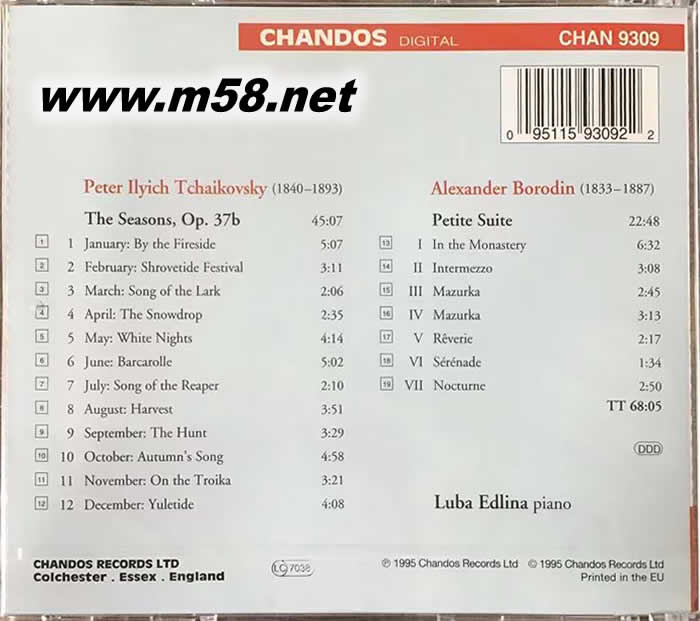 CHANDOS DIGITAL CHAN 9309
www.m58.net
0 95115 93092 2
Peter Ilyich Tchaikovsky (1840–1893)
The Seasons, Op. 37b 45:07
1 1 January: By the Fireside 5:07
2 2 February: Shrovetide Festival 3:11
3 3 March: Song of the Lark 2:06
4 4 April: The Snowdrop 2:35
5 5 May: White Nights 4:14
6 6 June: Barcarolle 5:02
7 7 July: Song of the Reaper 2:10
8 8 August: Harvest 3:51
9 9 September: The Hunt 3:29
10 10 October: Autumn's Song 4:58
11 11 November: On the Troika 3:21
12 12 December: Yuletide 4:08
Alexander Borodin (1833–1887)
Petite Suite 22:48
13 I In the Monastery 6:32
14 II Intermezzo 3:08
15 III Mazurka 2:45
16 IV Mazurka 3:13
17 V Rêverie 2:17
18 VI Sérénade 1:34
19 VII Nocturne 2:50
TT 68:05
DDD
Luba Edlina piano
CHANDOS RECORDS LTD
Colchester . Essex . England
LC 7038
℗ 1995 Chandos Records Ltd © 1995 Chandos Records Ltd
Printed in the EU